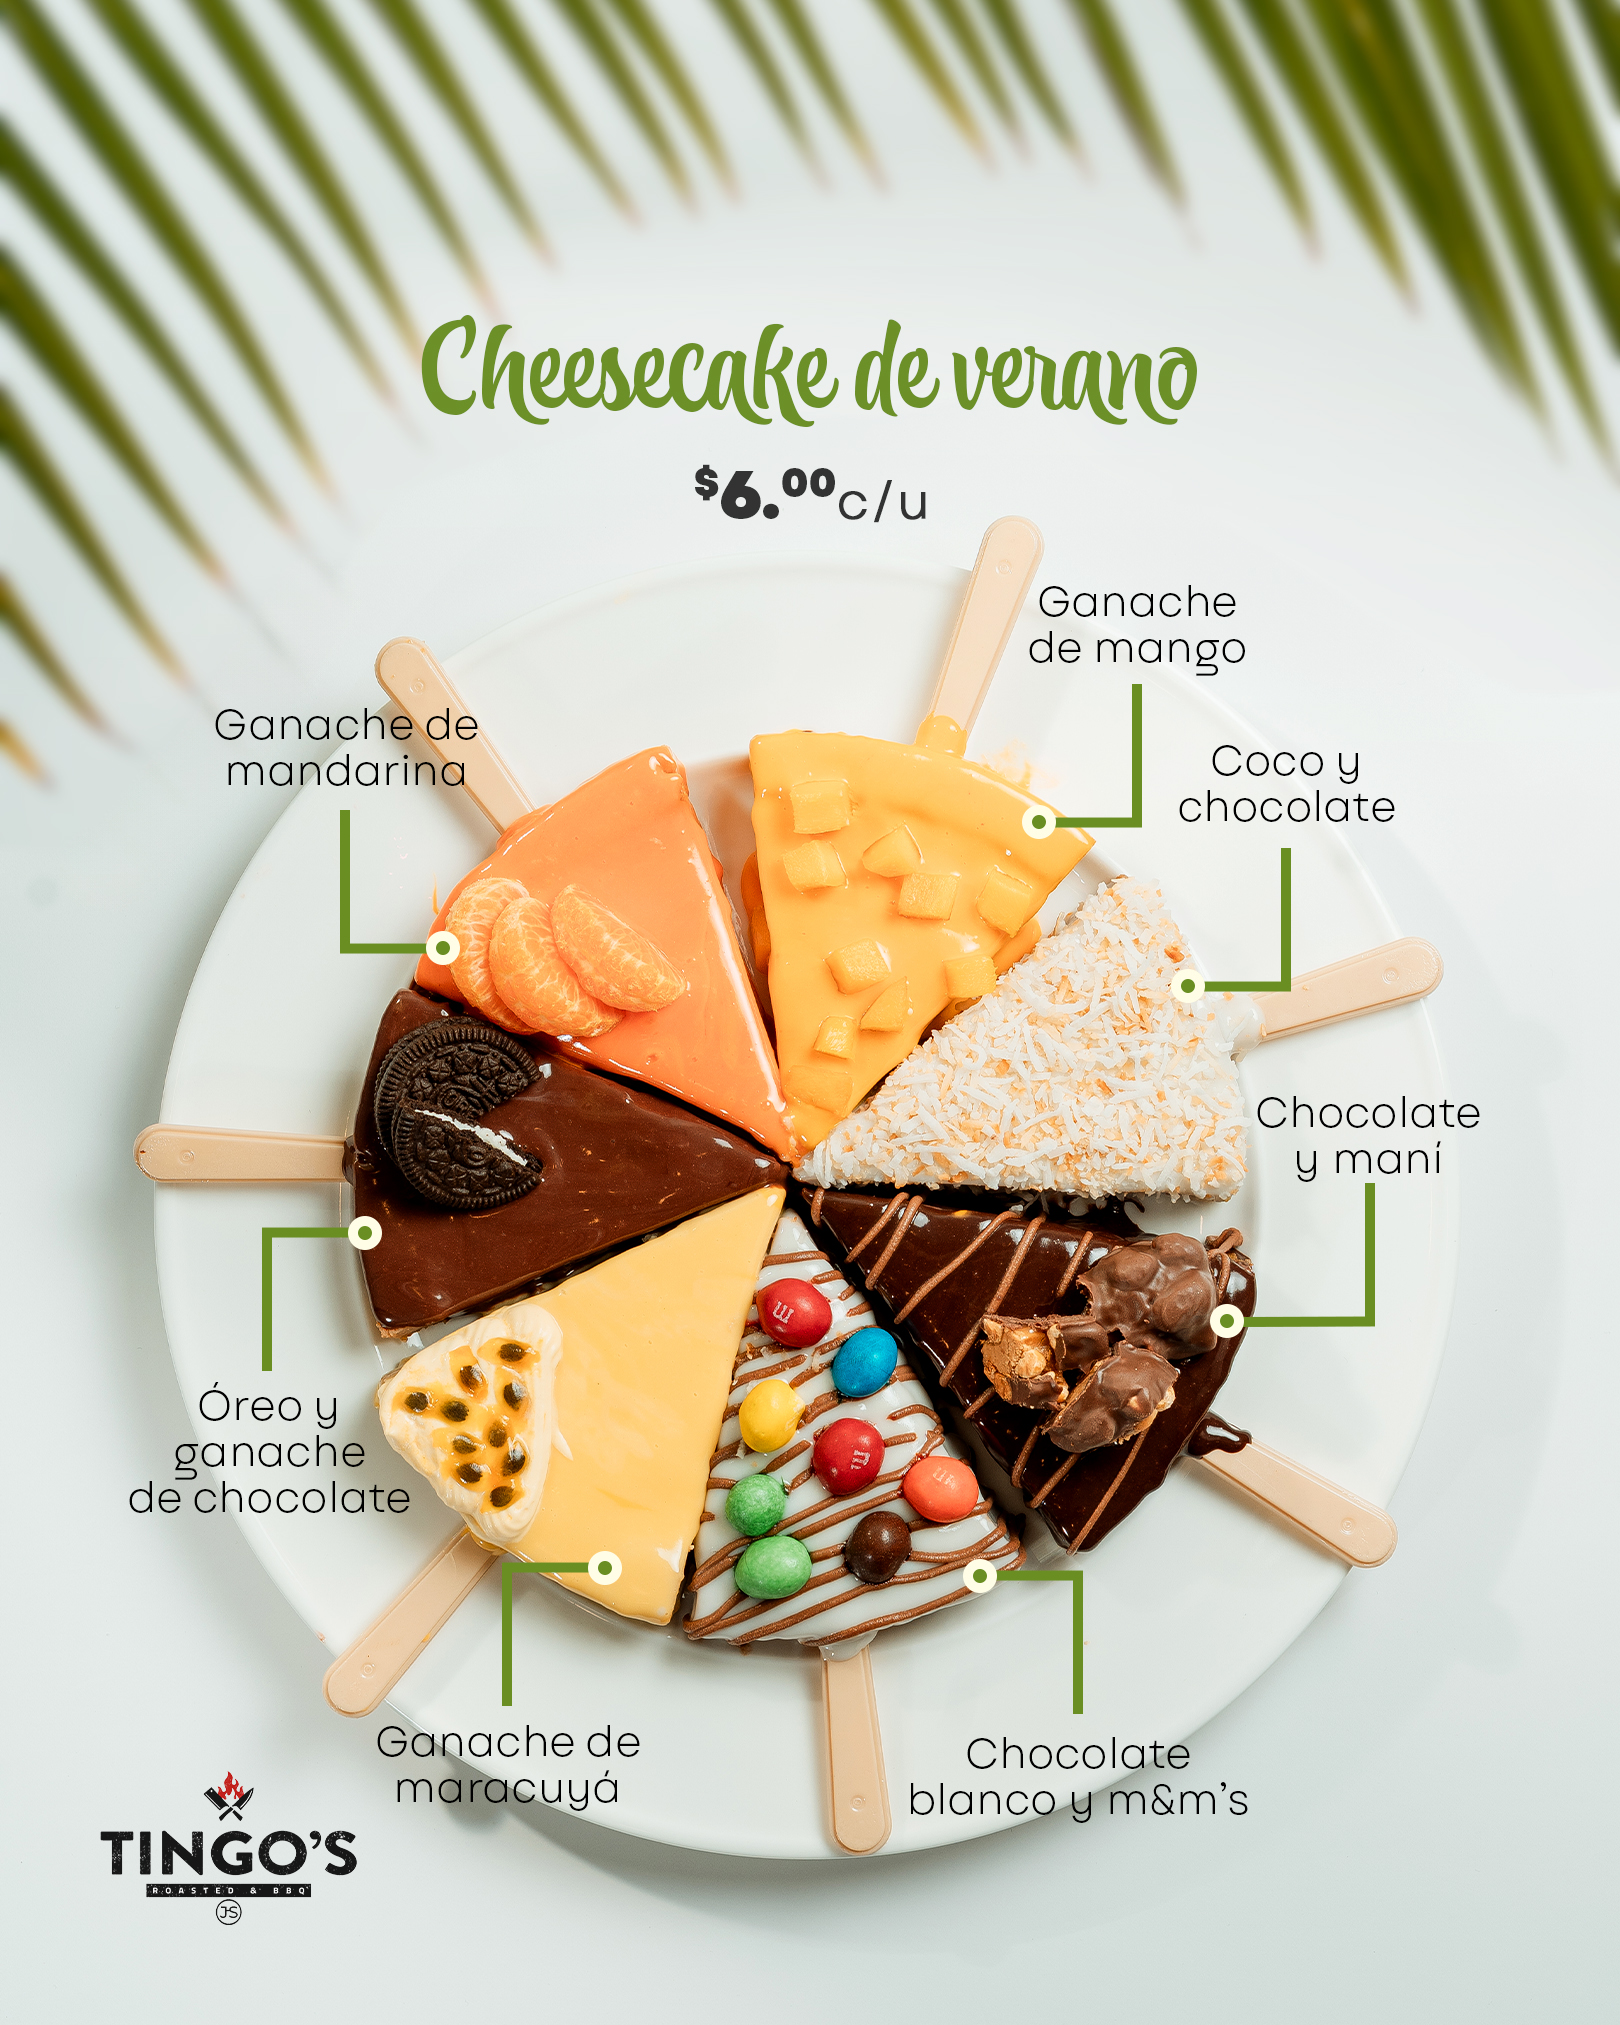 Cheesecake de verano
$6.00 c/u
Ganache
de mango
Ganache de
mandarina
Coco y
chocolate
Chocolate
y maní
Óreo y
ganache
de chocolate
Ganache de
maracuyá
Chocolate
blanco y m&m's
TINGO'S
ROASTED & BBQ
JS
m
m
m